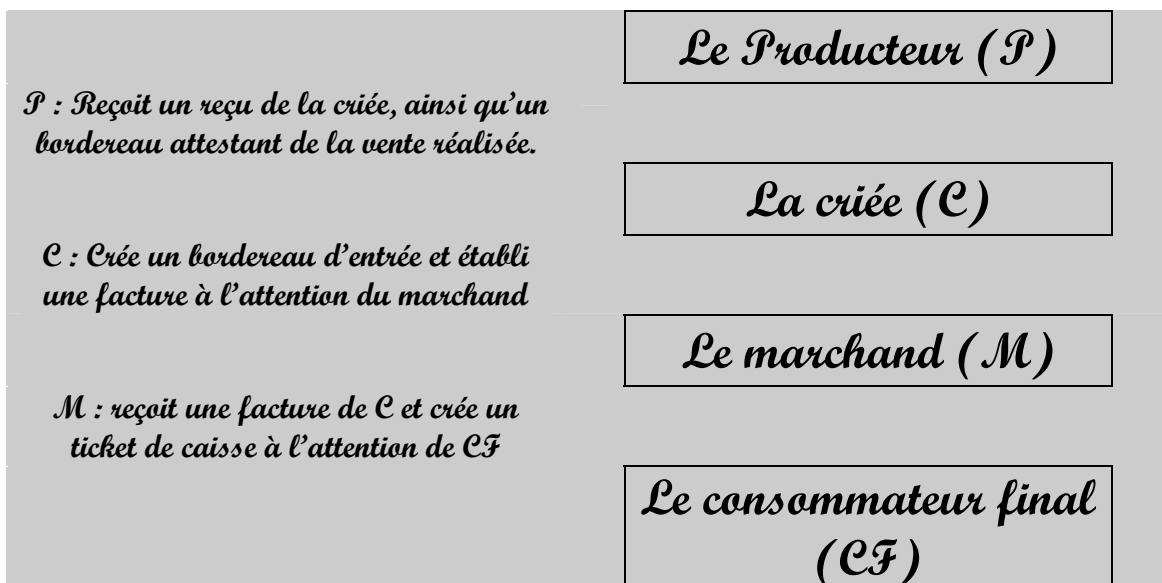 Le Producteur (P)
P : Reçoit un reçu de la criée, ainsi qu’un
bordereau attestant de la vente réalisée.
La criée (C)
C : Crée un bordereau d’entrée et établi
une facture à l’attention du marchand
Le marchand (M)
M : reçoit une facture de C et crée un
ticket de caisse à l’attention de CF
Le consommateur final
(CF)